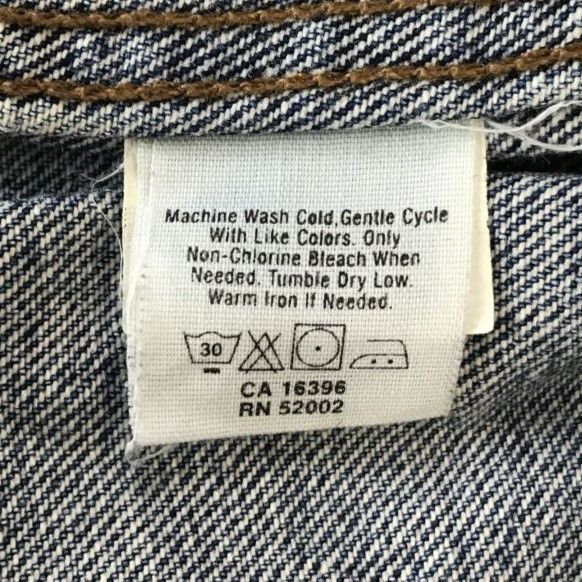 Machine Wash Cold, Gentle Cycle
With Like Colors. Only
Non-Chlorine Bleach When
Needed. Tumble Dry Low.
Warm Iron If Needed.
30
CA 16396
RN 52002